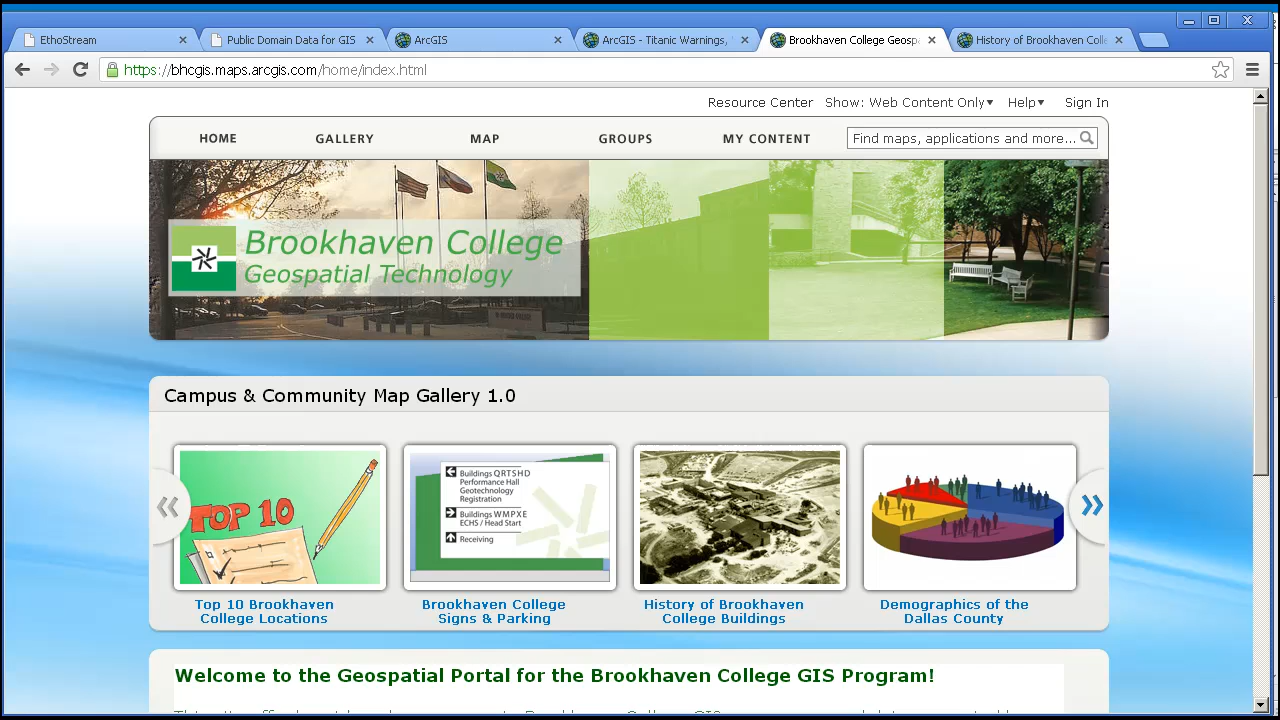 EthoStream
Public Domain Data for GIS
ArcGIS
ArcGIS - Titanic Warnings,
Brookhaven College Geosp
History of Brookhaven Colle
https://bhcgis.maps.arcgis.com/home/index.html
Resource Center Show: Web Content Only Help Sign In
HOME GALLERY MAP GROUPS MY CONTENT Find maps, applications and more...
Brookhaven College
Geospatial Technology
Campus & Community Map Gallery 1.0
TOP 10
Buildings QRTSHD
Performance Hall
Geotechnology
Registration
Buildings WMPXE
ECHS / Head Start
Receiving
Top 10 Brookhaven
College Locations
Brookhaven College
Signs & Parking
History of Brookhaven
College Buildings
Demographics of the
Dallas County
Welcome to the Geospatial Portal for the Brookhaven College GIS Program!